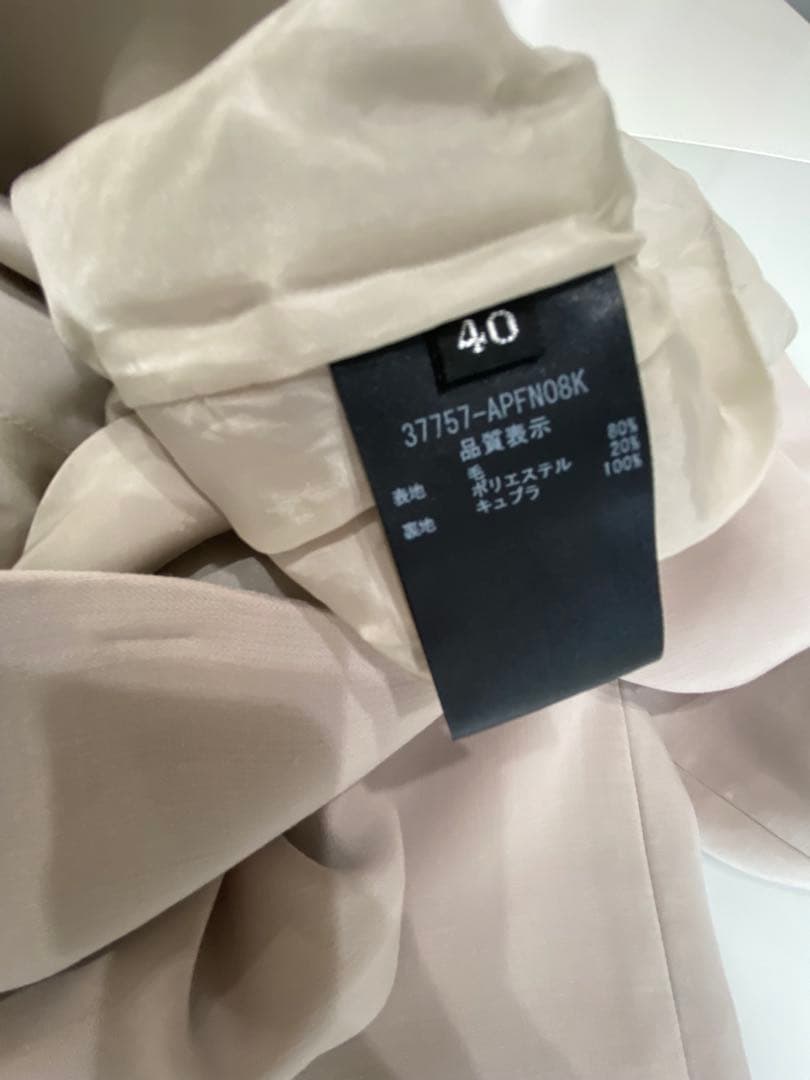 40
37757-APFN08K
品質表示
表地 毛 80%
ポリエステル 20%
裏地 キュプラ 100%